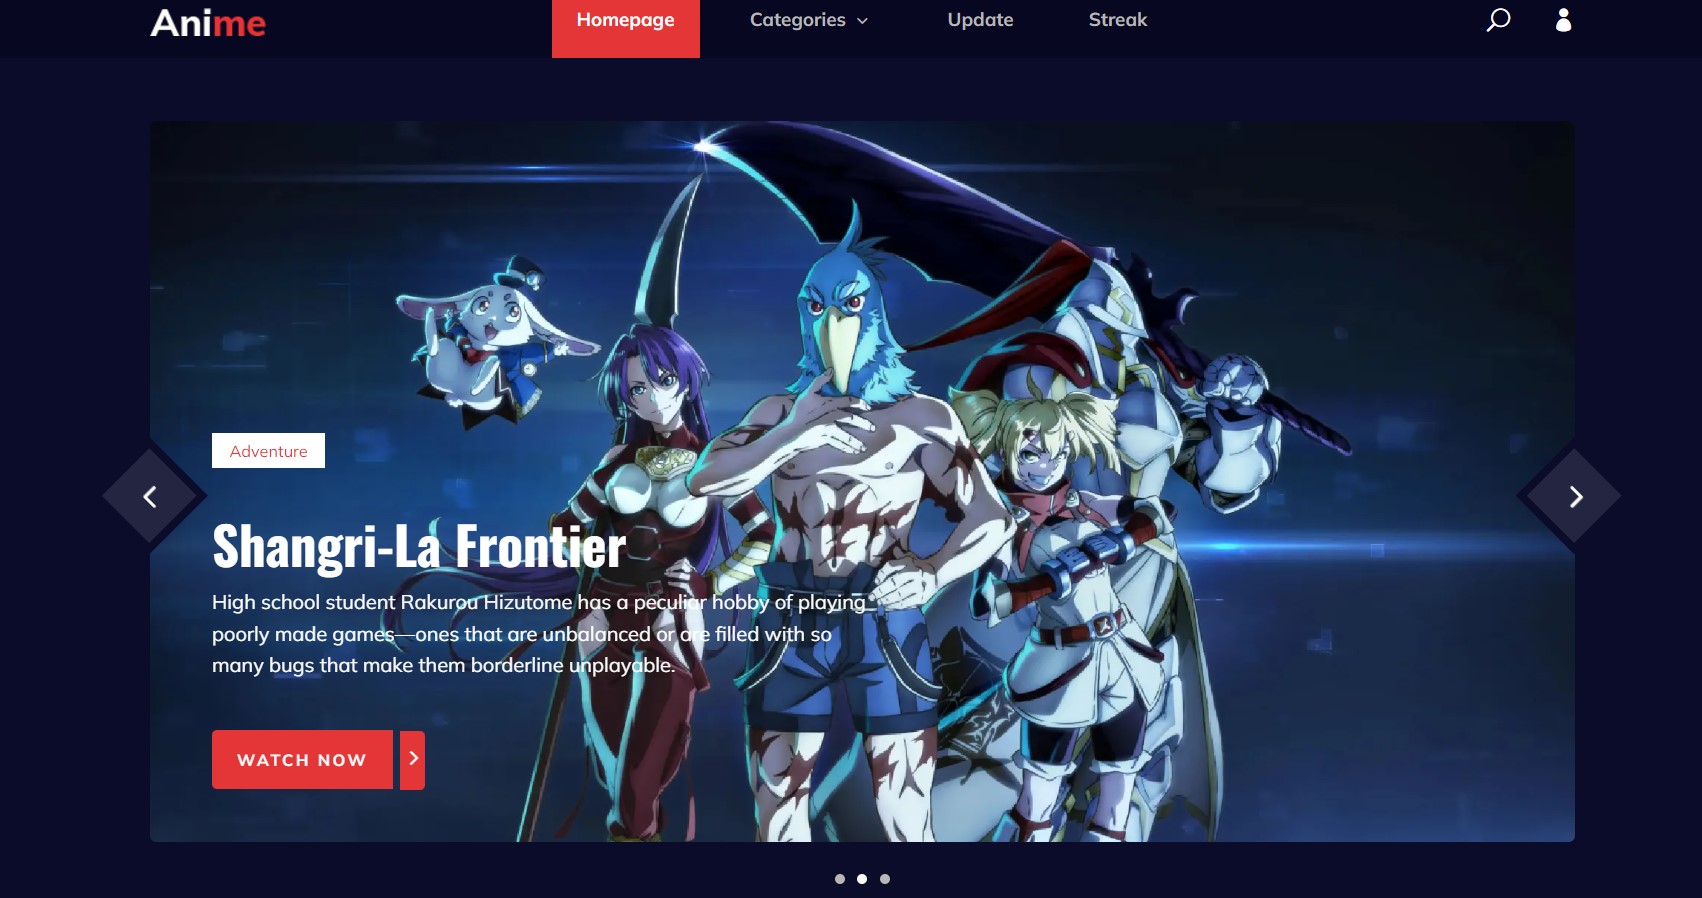 Anime
Homepage
Categories
Update
Streak
Adventure
Shangri-La Frontier
High school student Rakurou Hizutome has a peculiar hobby of playing
poorly made games—ones that are unbalanced or are filled with so
many bugs that make them borderline unplayable.
WATCH NOW